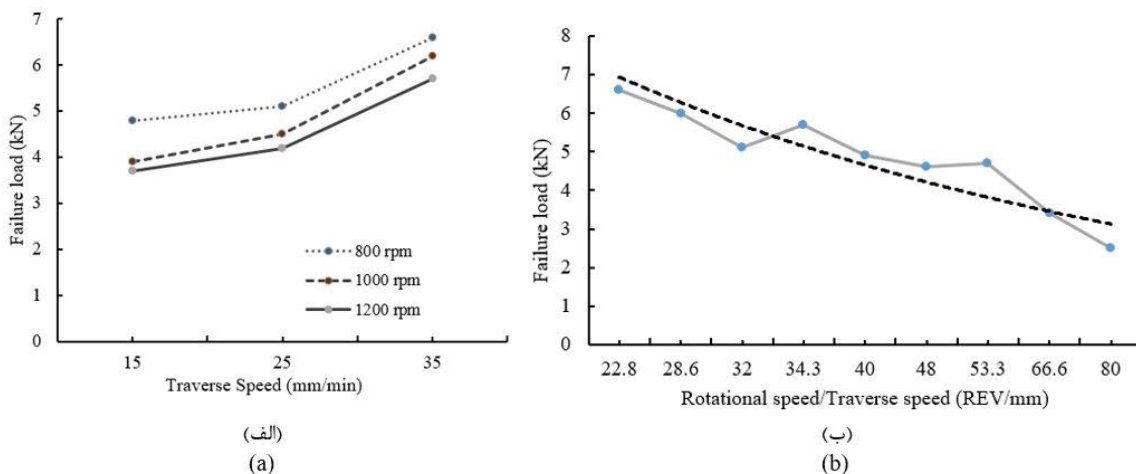 7
6
5
4
3
2
1
0
Failure load (kN)
800 rpm
1000 rpm
1200 rpm
15 25 35
Traverse Speed (mm/min)
(الف)
(a)
8
7
6
5
4
3
2
1
0
Failure load (kN)
22.8 28.6 32 34.3 40 48 53.3 66.6 80
Rotational speed/Traverse speed (REV/mm)
(ب)
(b)